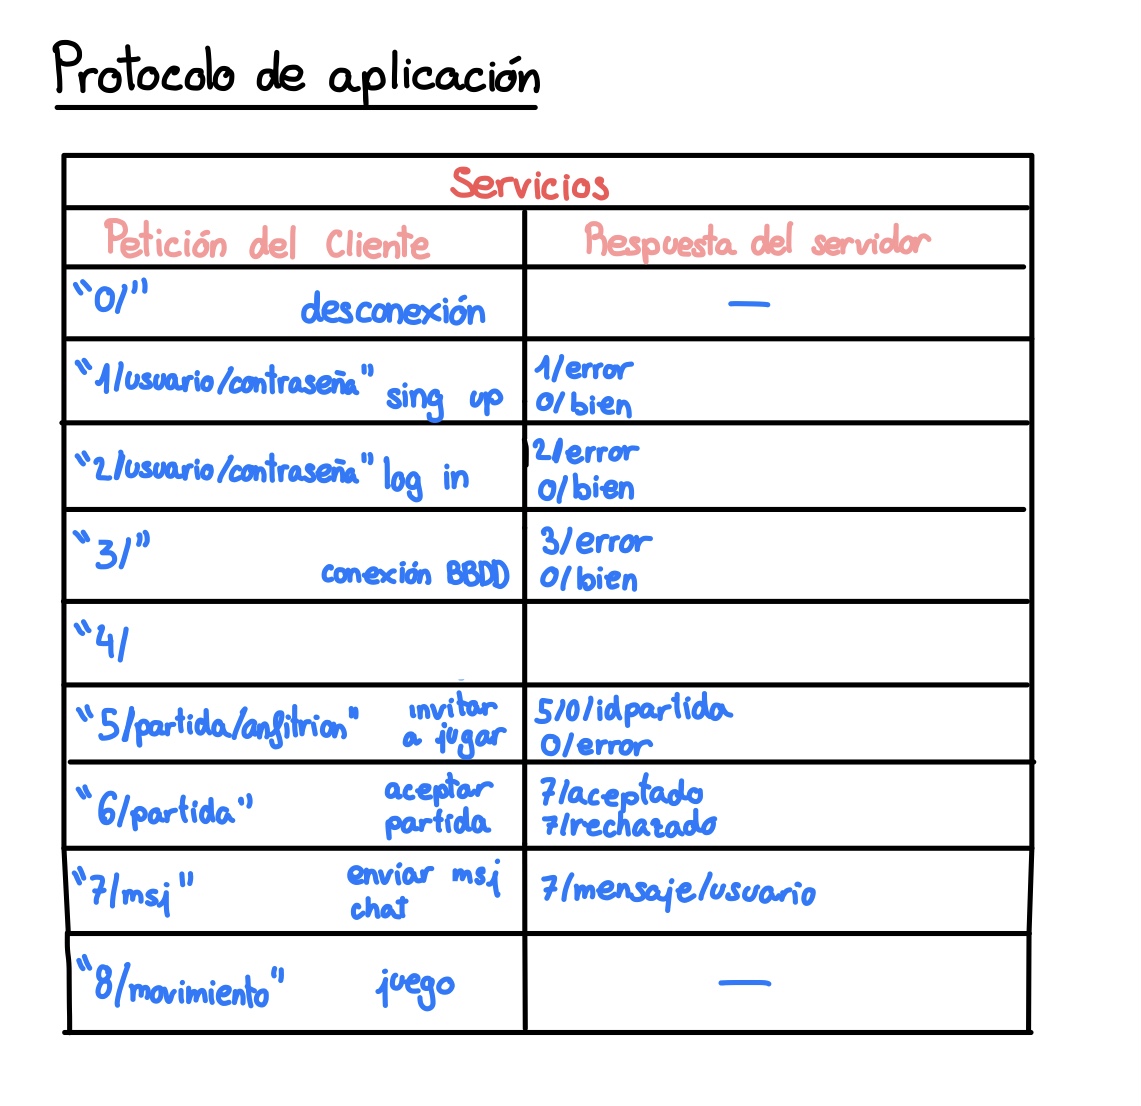 Protocolo de aplicación
Servicios
Petición del Cliente
Respuesta del servidor
"0/" desconexión
—
"1/usuario/contraseña" sing up
1/error
0/bien
"2/usuario/contraseña" log in
2/error
0/bien
"3/"
conexión BBDD
3/error
0/bien
"4/
"5/partida/anfitrion" invitar
a jugar
5/0/idpartida
0/error
"6/partida" aceptar
partida
7/aceptado
7/rechazado
"7/msj" enviar msj
chat
7/mensaje/usuario
"8/movimiento" juego
—